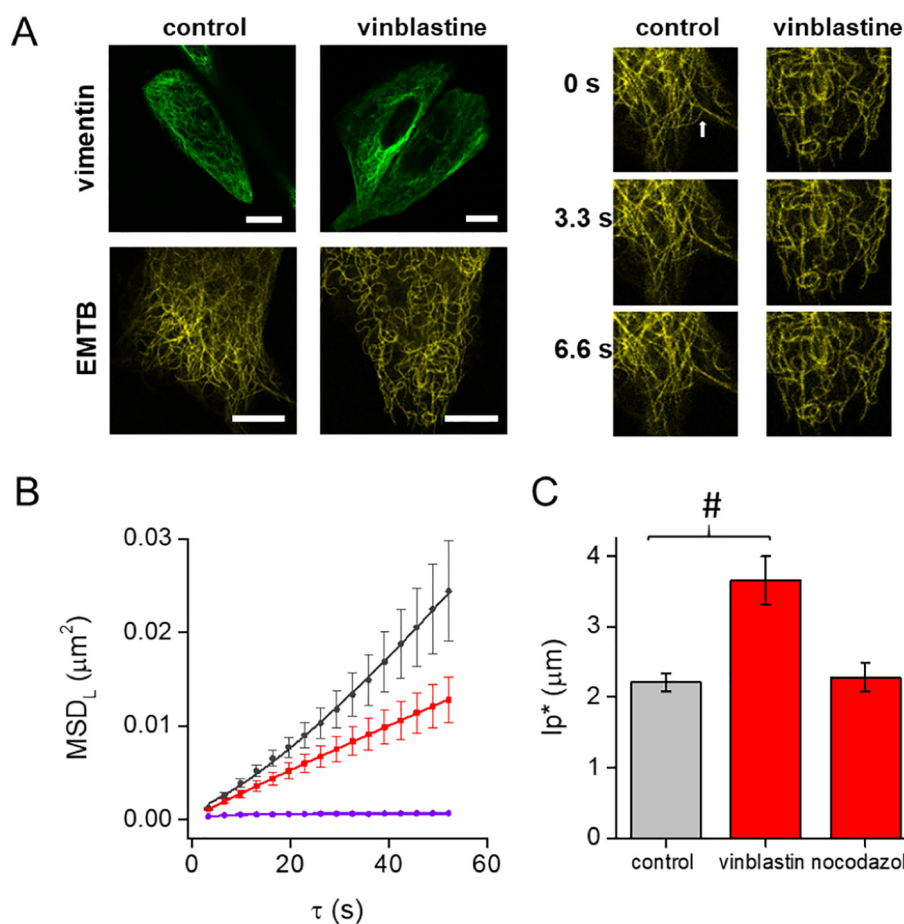 A
control vinblastine
control vinblastine
vimentin
EMTB
0 s
3.3 s
6.6 s
B
0.03
0.02
0.01
0.00
MSDL (μm²)
0 20 40 60
τ (s)
C
#
4
3
2
1
0
lp* (μm)
control vinblastin nocodazol